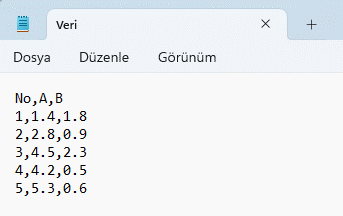 Veri
Dosya Düzenle Görünüm
No,A,B
1,1.4,1.8
2,2.8,0.9
3,4.5,2.3
4,4.2,0.5
5,5.3,0.6